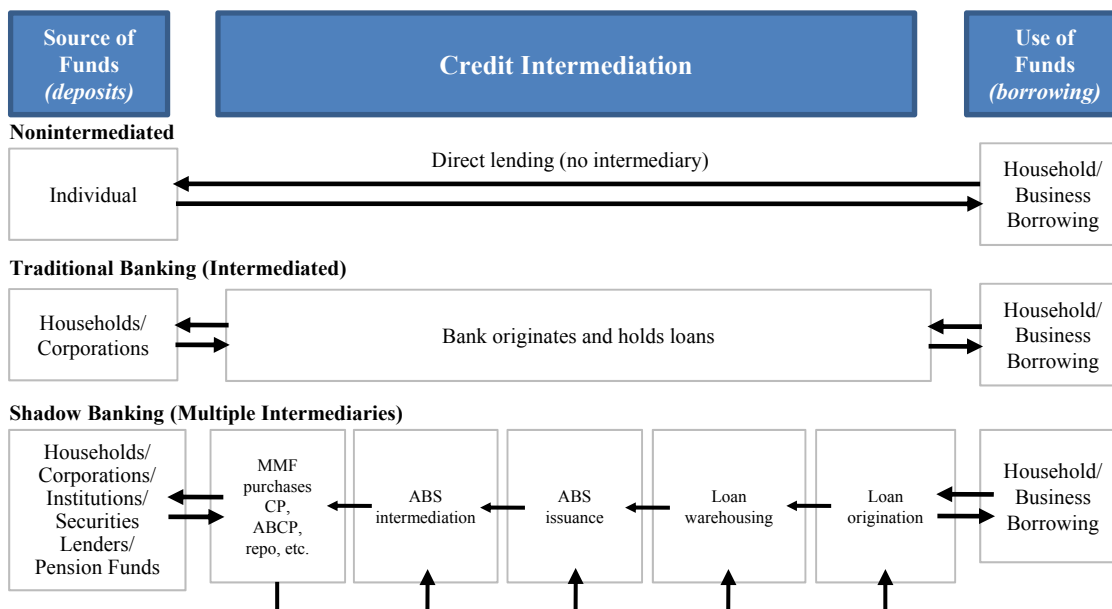 Source of
Funds
(deposits)
Credit Intermediation
Use of
Funds
(borrowing)
Nonintermediated
Individual
Direct lending (no intermediary)
Household/
Business
Borrowing
Traditional Banking (Intermediated)
Households/
Corporations
Bank originates and holds loans
Household/
Business
Borrowing
Shadow Banking (Multiple Intermediaries)
Households/
Corporations/
Institutions/
Securities
Lenders/
Pension Funds
MMF
purchases
CP,
ABCP,
repo, etc.
ABS
intermediation
ABS
issuance
Loan
warehousing
Loan
origination
Household/
Business
Borrowing